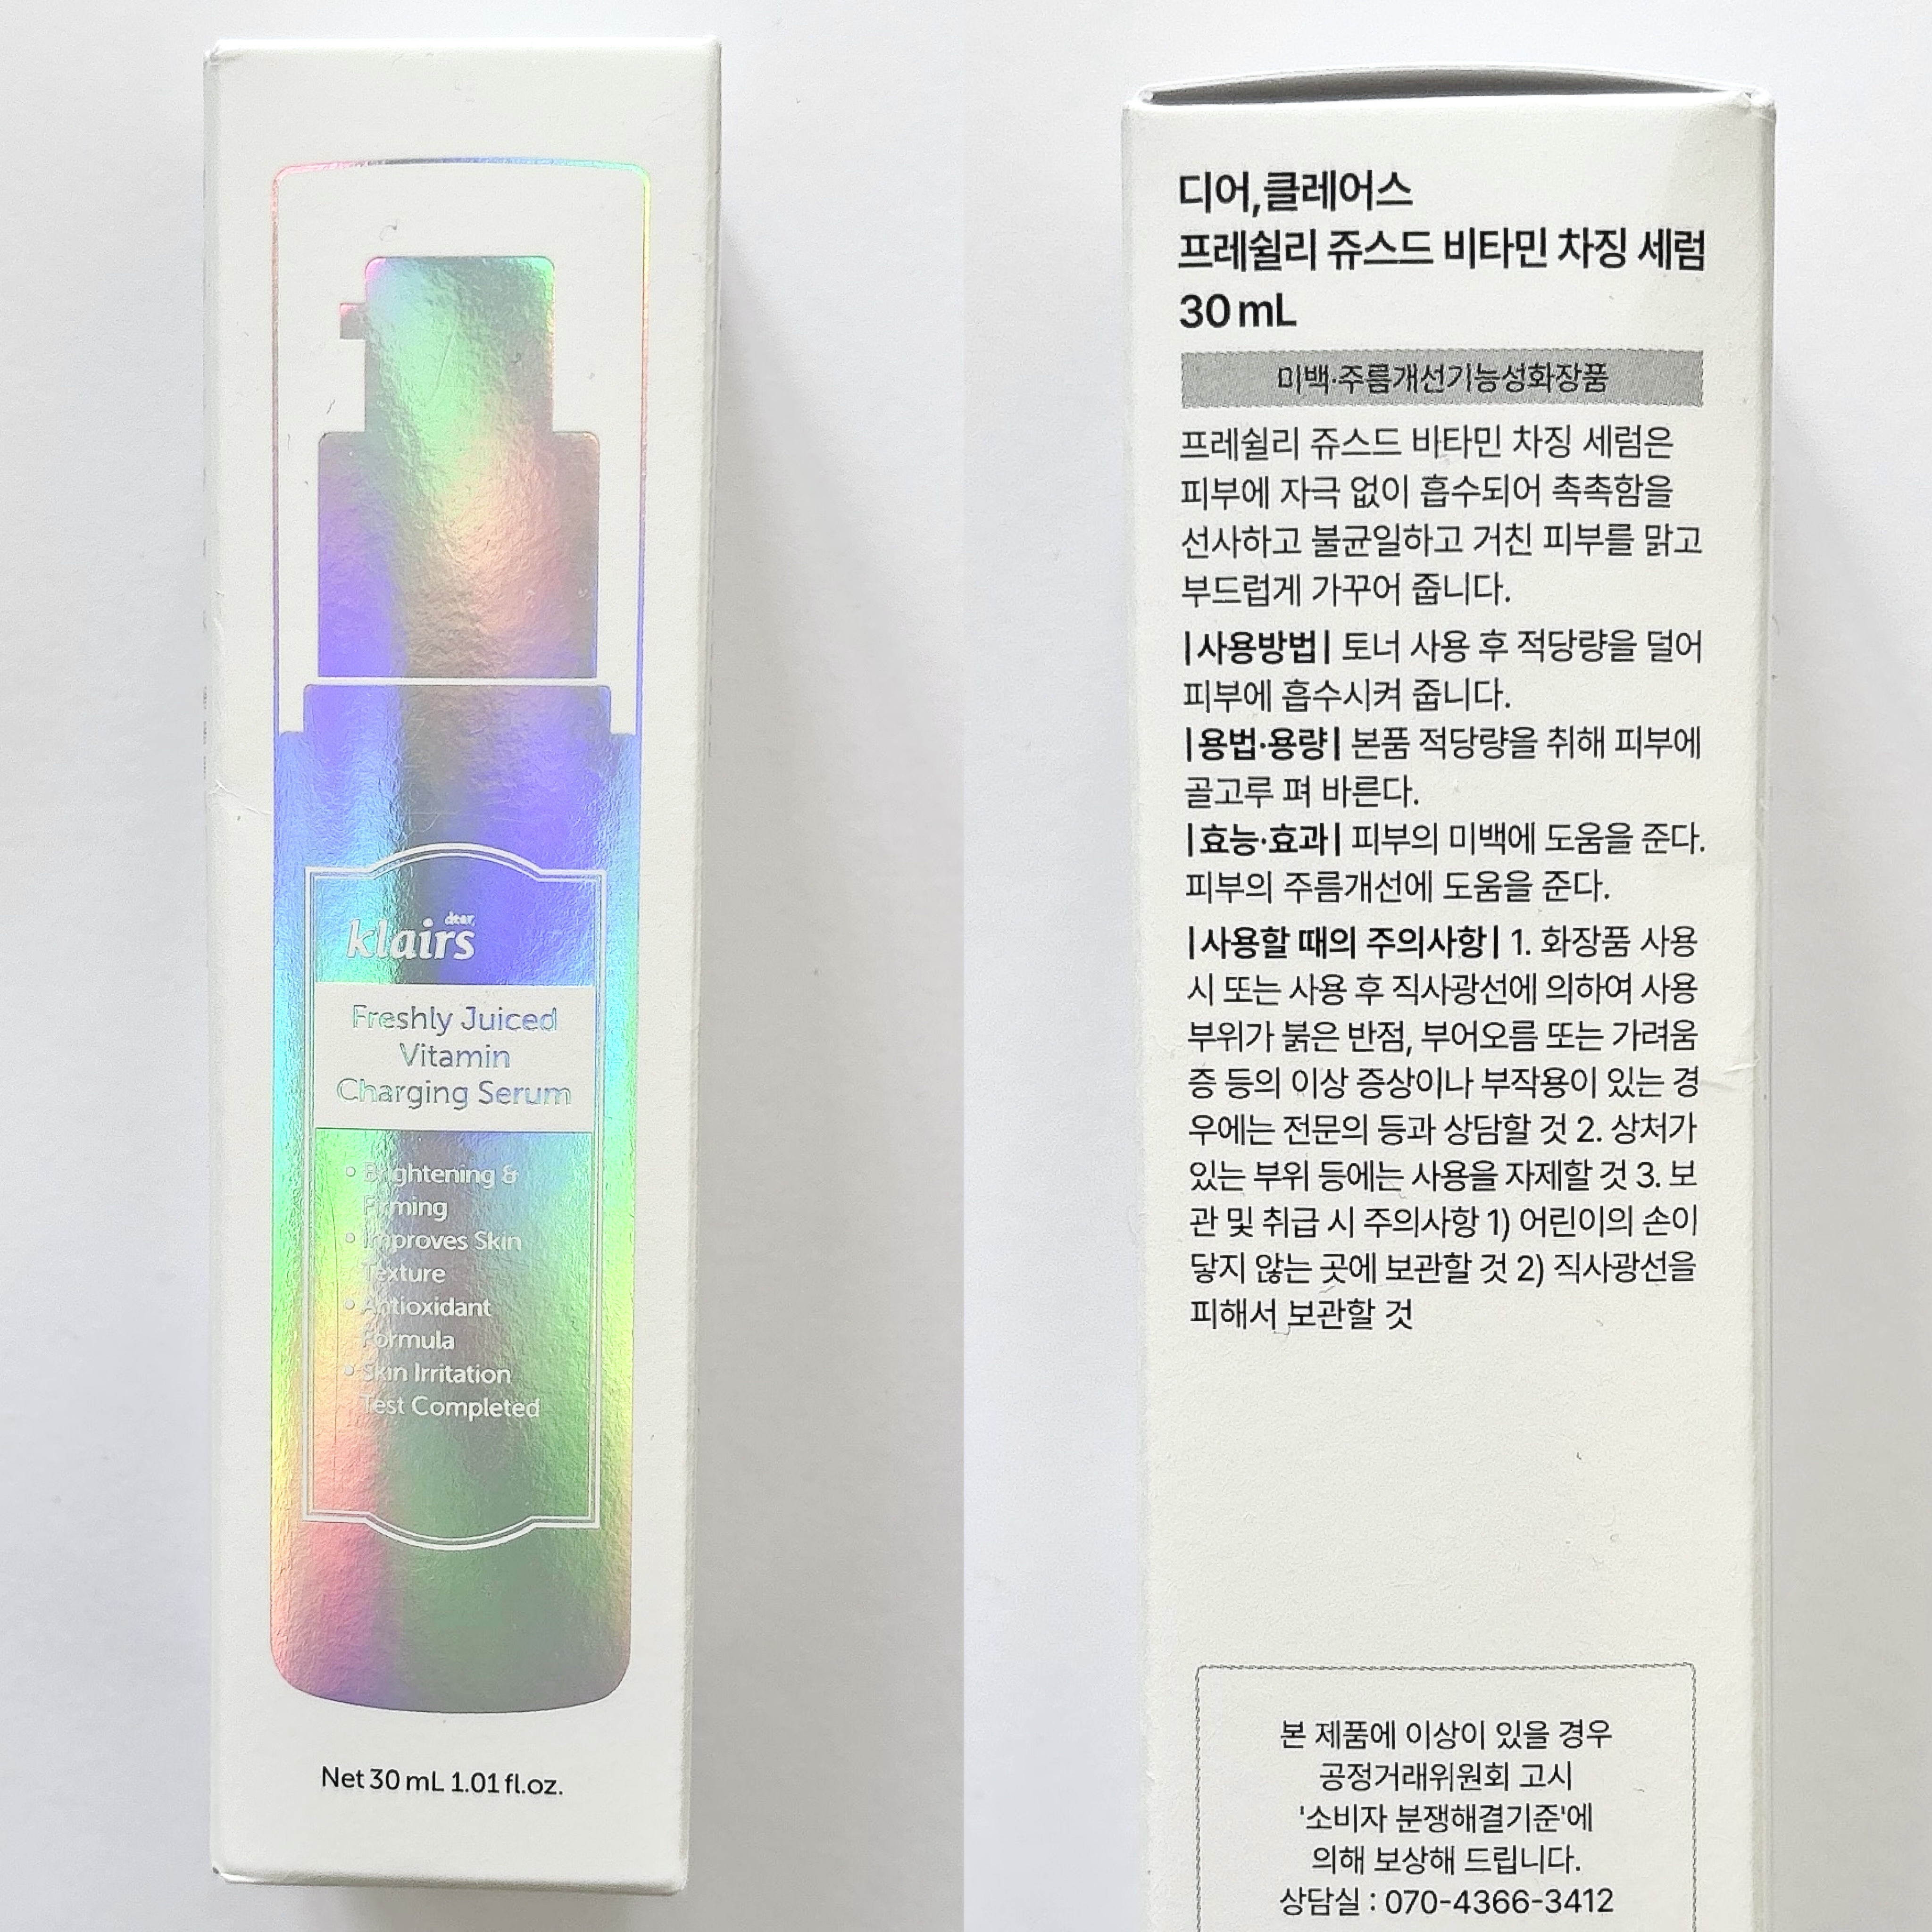 dear,
klairs
Freshly Juiced
Vitamin
Charging Serum
• Brightening &
Firming
• Improves Skin
Texture
• Antioxidant
Formula
• Skin Irritation
Test Completed
Net 30 mL 1.01 fl.oz.
디어,클레어스
프레쉴리 쥬스드 비타민 차징 세럼
30 mL
미백·주름개선기능성화장품
프레쉴리 쥬스드 비타민 차징 세럼은
피부에 자극 없이 흡수되어 촉촉함을
선사하고 불균일하고 거친 피부를 맑고
부드럽게 가꾸어 줍니다.
|사용방법| 토너 사용 후 적당량을 덜어
피부에 흡수시켜 줍니다.
|용법·용량| 본품 적당량을 취해 피부에
골고루 펴 바른다.
|효능·효과| 피부의 미백에 도움을 준다.
피부의 주름개선에 도움을 준다.
|사용할 때의 주의사항| 1. 화장품 사용
시 또는 사용 후 직사광선에 의하여 사용
부위가 붉은 반점, 부어오름 또는 가려움
증 등의 이상 증상이나 부작용이 있는 경
우에는 전문의 등과 상담할 것 2. 상처가
있는 부위 등에는 사용을 자제할 것 3. 보
관 및 취급 시 주의사항 1) 어린이의 손이
닿지 않는 곳에 보관할 것 2) 직사광선을
피해서 보관할 것
본 제품에 이상이 있을 경우
공정거래위원회 고시
'소비자 분쟁해결기준'에
의해 보상해 드립니다.
상담실 : 070-4366-3412